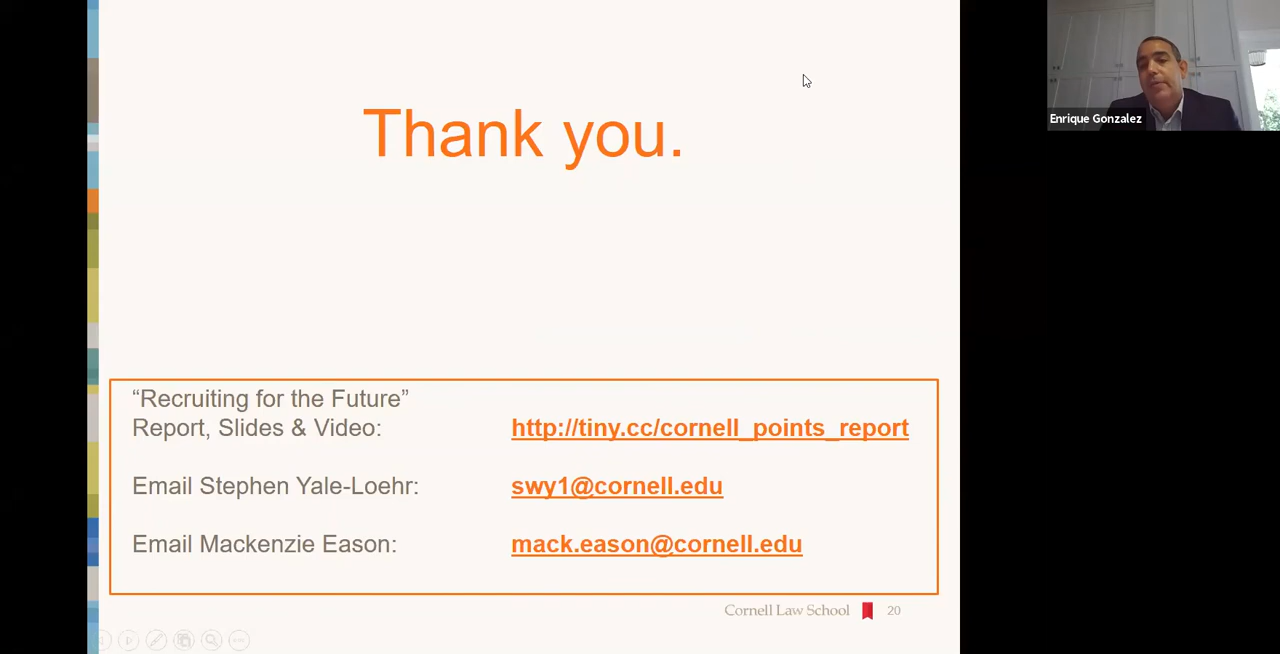 Thank you.
Enrique Gonzalez
“Recruiting for the Future”
Report, Slides & Video: http://tiny.cc/cornell_points_report
Email Stephen Yale-Loehr: swy1@cornell.edu
Email Mackenzie Eason: mack.eason@cornell.edu
Cornell Law School 20